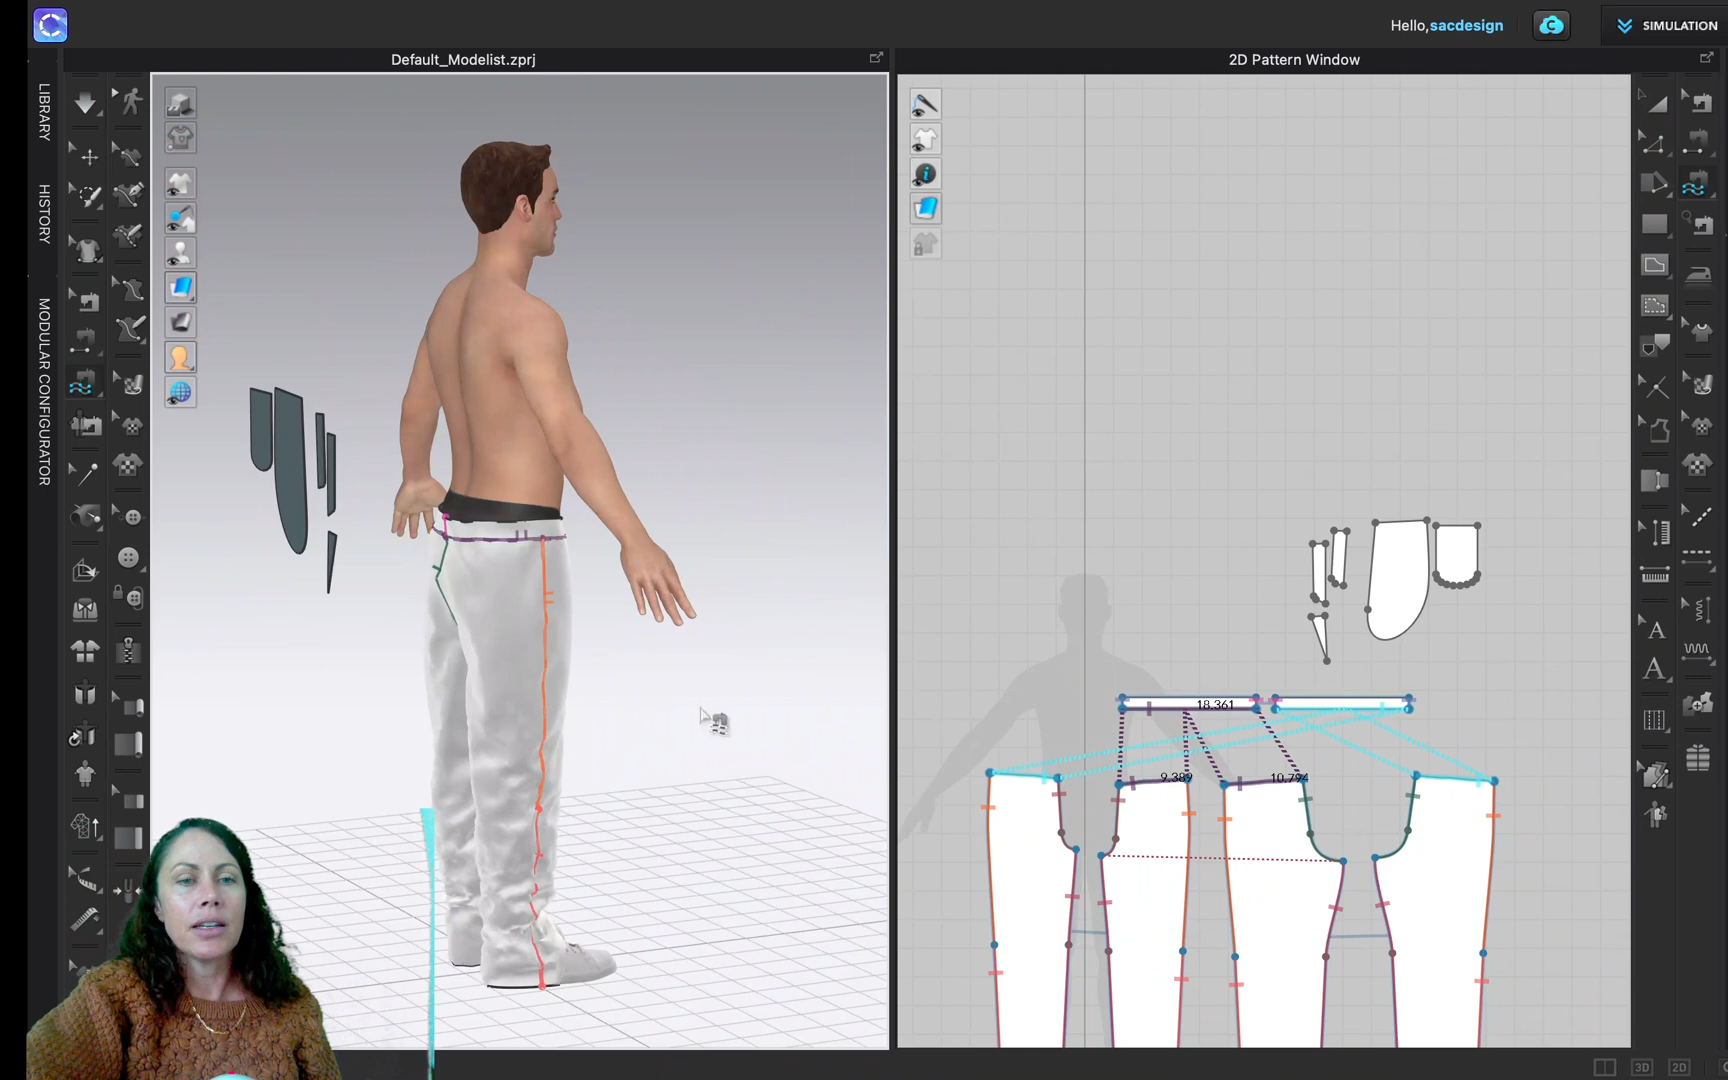 Hello,sacdesign
SIMULATION
Default_Modelist.zprj
2D Pattern Window
LIBRARY
HISTORY
MODULAR CONFIGURATOR
18.361
9.389
10.794
A
A
3D
2D